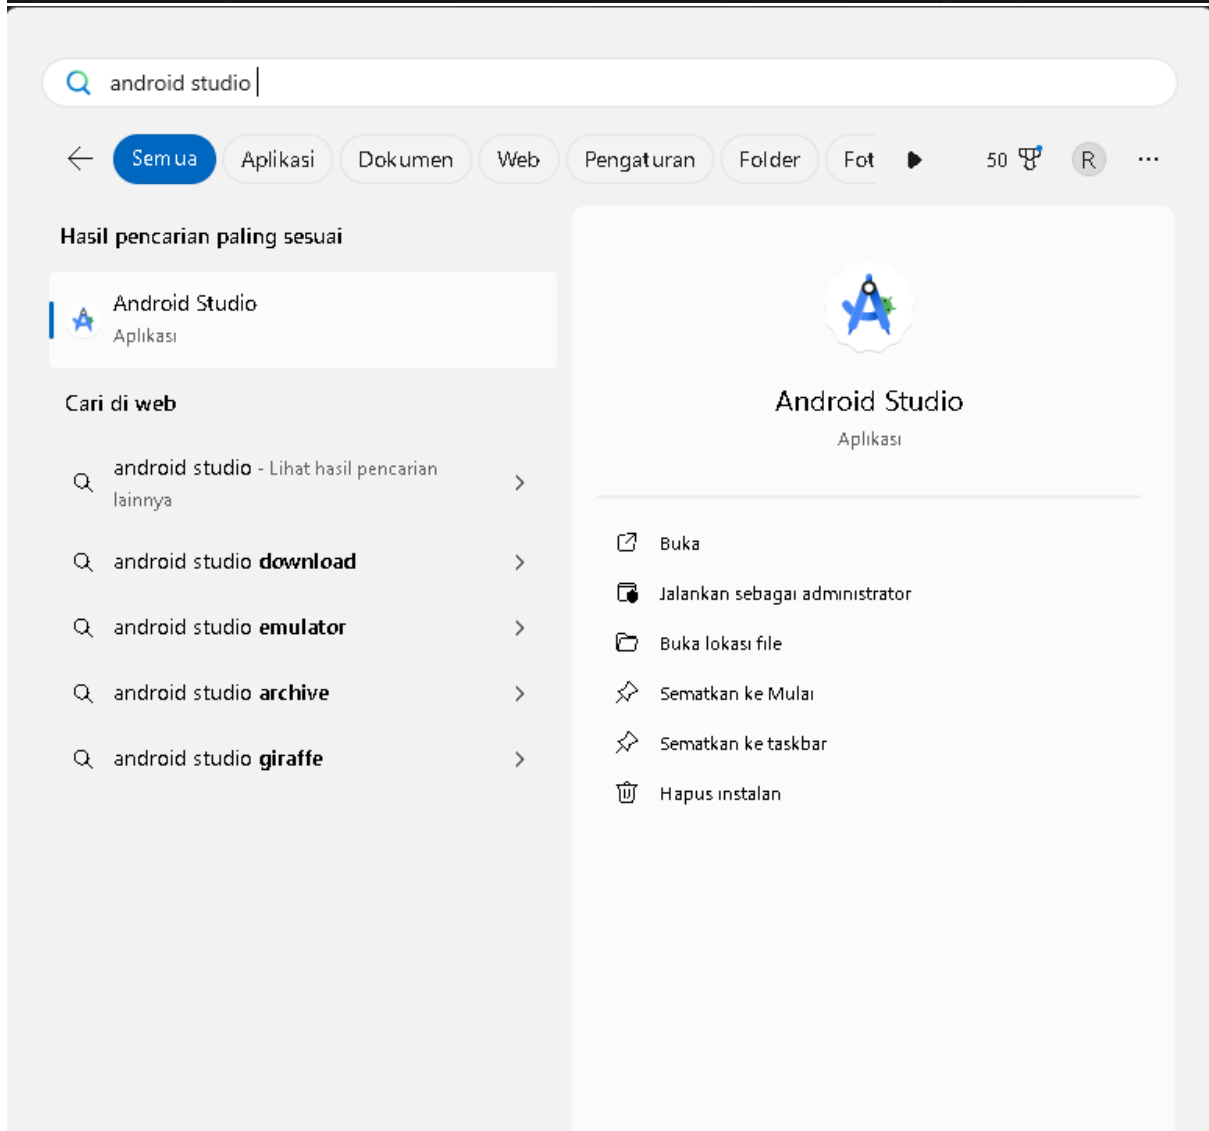 android studio
Semua
Aplikasi
Dokumen
Web
Pengaturan
Folder
Fot
50
R
Hasil pencarian paling sesuai
Android Studio
Aplikasi
Cari di web
android studio - Lihat hasil pencarian
lainnya
android studio download
android studio emulator
android studio archive
android studio giraffe
Android Studio
Aplikasi
Buka
Jalankan sebagai administrator
Buka lokasi file
Sematkan ke Mulai
Sematkan ke taskbar
Hapus instalan